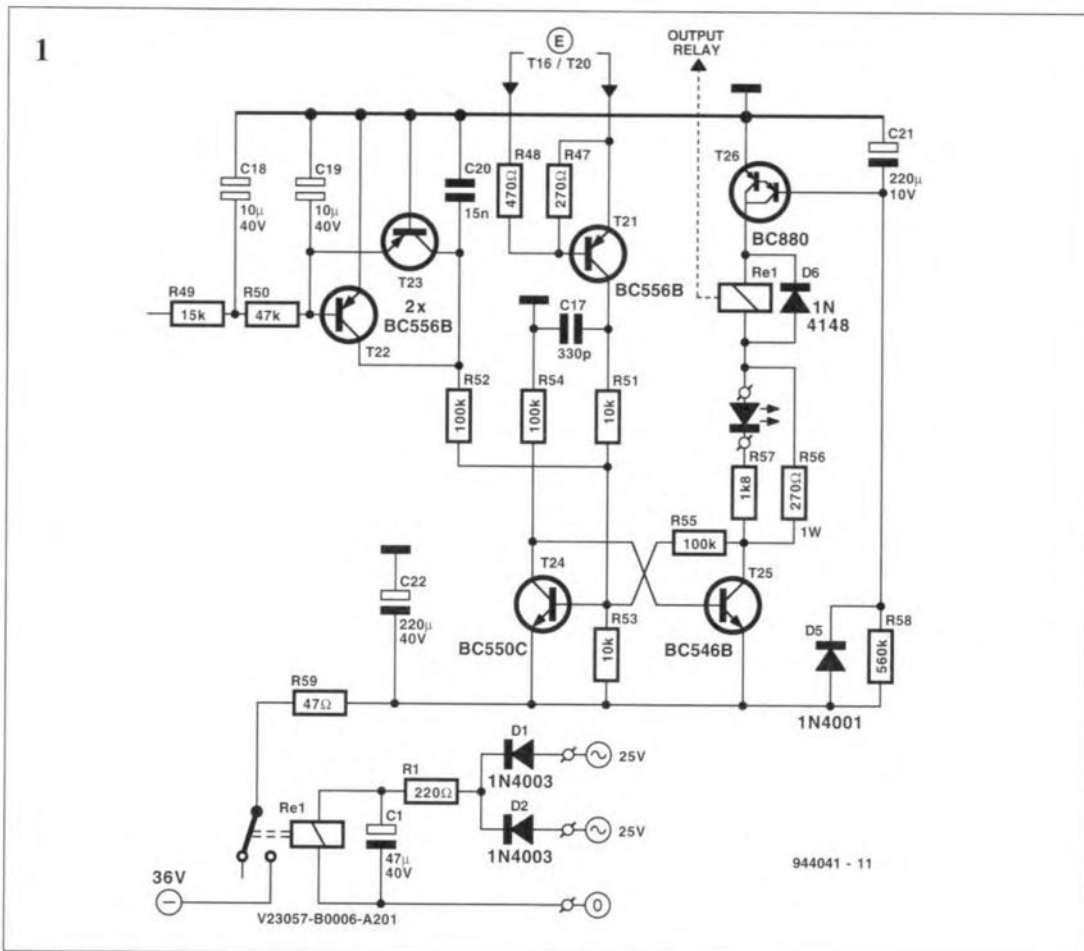 1
E
T16 / T20
OUTPUT
RELAY
C18
10μ
40V
C19
10μ
40V
T23
2x
BC556B
C20
15n
R48
470Ω
R47
270Ω
T21
BC556B
T26
BC880
C21
220μ
10V
R49
15k
R50
47k
T22
C17
330p
Re1
D6
1N
4148
R52
100k
R54
100k
R51
10k
R57
1k8
R56
270Ω
1W
R55
100k
T24
BC550C
R53
10k
T25
BC546B
C22
220μ
40V
D5
1N4001
R58
560k
R59
47Ω
D1
1N4003
25V
R1
220Ω
D2
1N4003
25V
Re1
C1
47μ
40V
36V
V23057-B0006-A201
0
944041 - 11